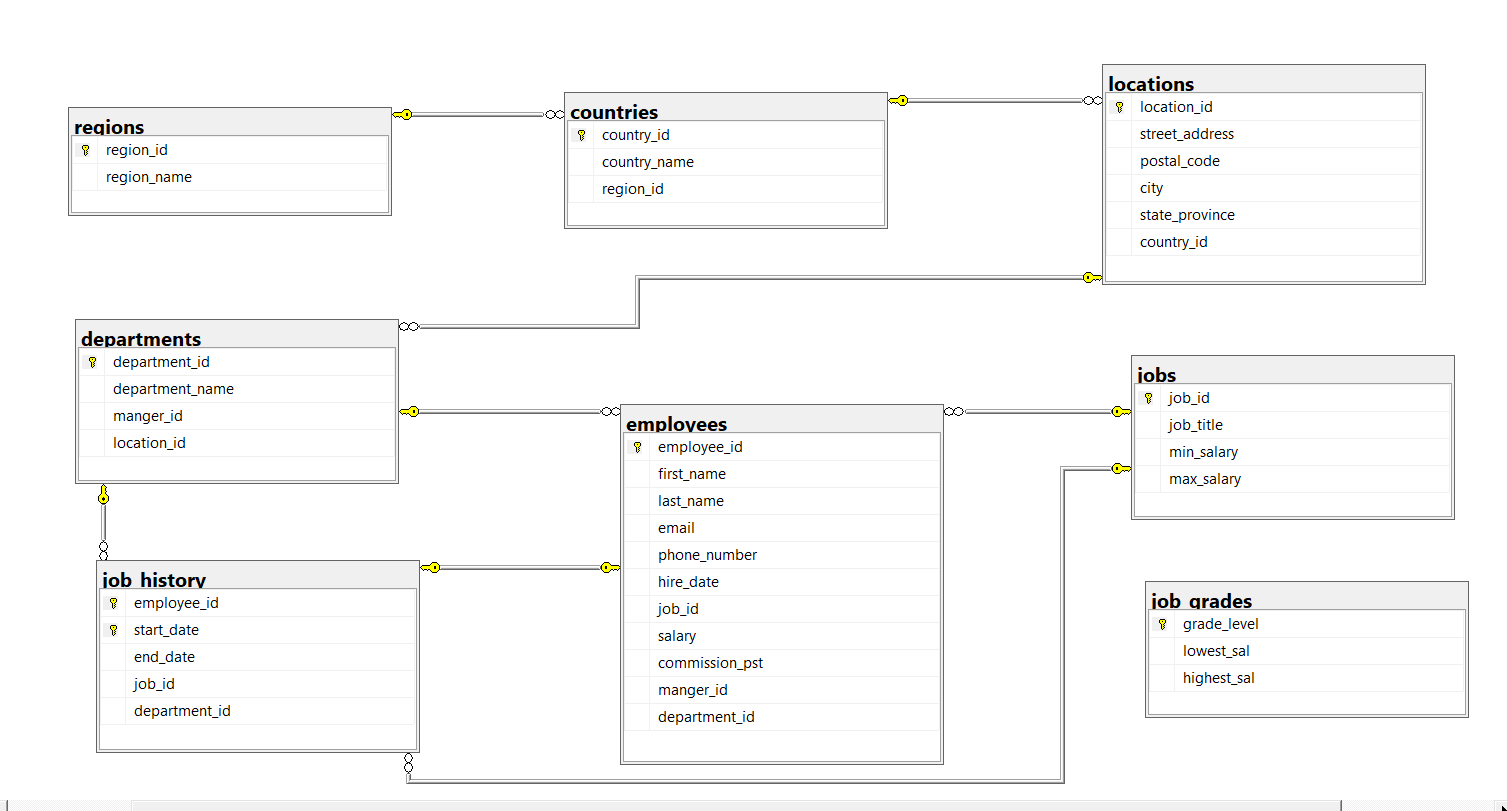 regions
region_id
region_name
countries
country_id
country_name
region_id
locations
location_id
street_address
postal_code
city
state_province
country_id
departments
department_id
department_name
manger_id
location_id
employees
employee_id
first_name
last_name
email
phone_number
hire_date
job_id
salary
commission_pst
manger_id
department_id
jobs
job_id
job_title
min_salary
max_salary
job_history
employee_id
start_date
end_date
job_id
department_id
job_grades
grade_level
lowest_sal
highest_sal